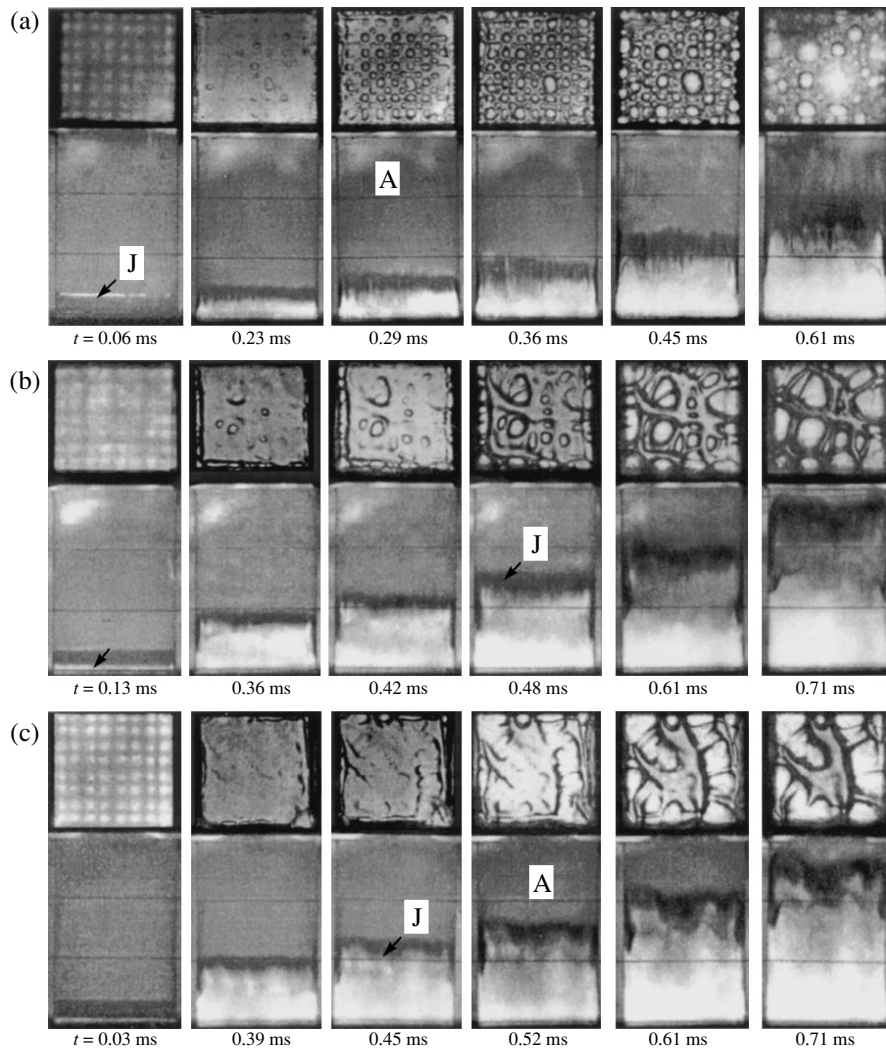 (a)
A
J
t = 0.06 ms 0.23 ms 0.29 ms 0.36 ms 0.45 ms 0.61 ms
(b)
J
t = 0.13 ms 0.36 ms 0.42 ms 0.48 ms 0.61 ms 0.71 ms
(c)
A
J
t = 0.03 ms 0.39 ms 0.45 ms 0.52 ms 0.61 ms 0.71 ms